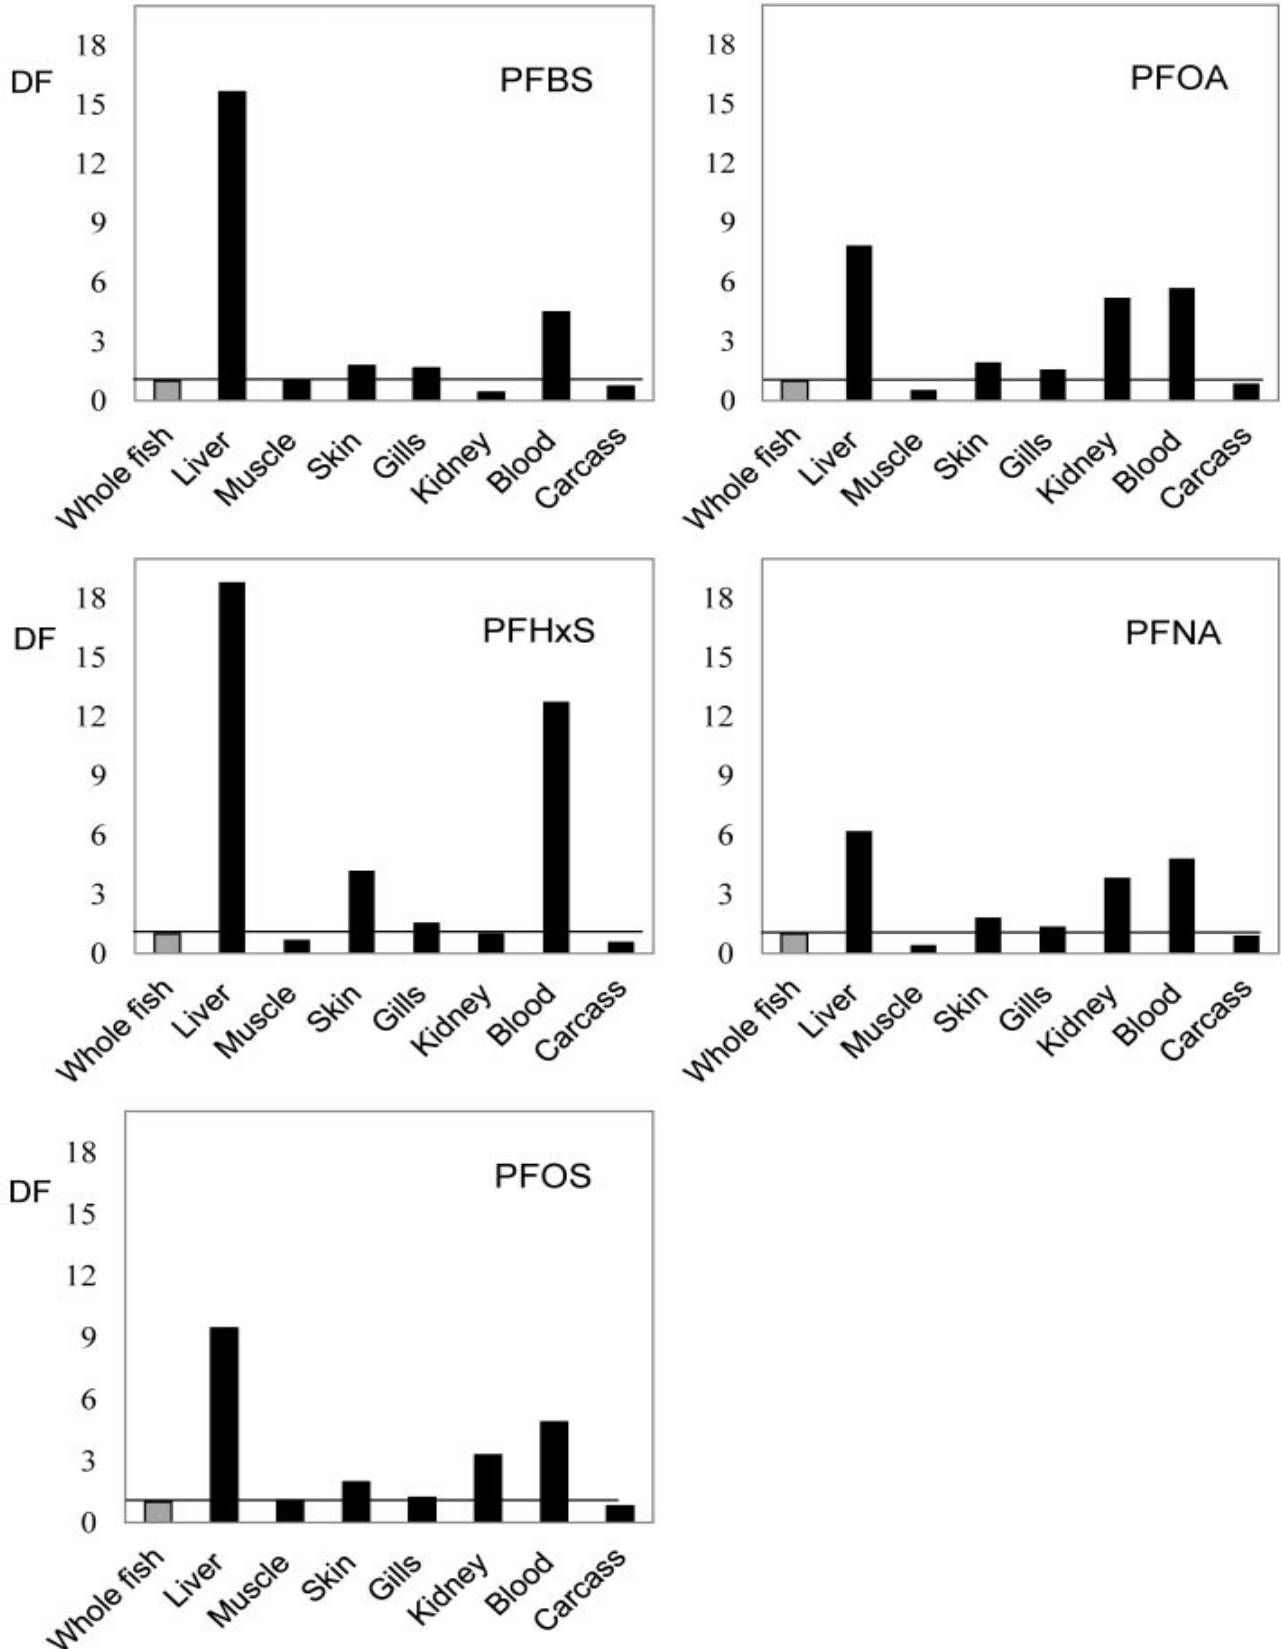 DF
PFBS
18
15
12
9
6
3
0
Whole fish
Liver
Muscle
Skin
Gills
Kidney
Blood
Carcass
PFOA
18
15
12
9
6
3
0
Whole fish
Liver
Muscle
Skin
Gills
Kidney
Blood
Carcass
DF
PFHxS
18
15
12
9
6
3
0
Whole fish
Liver
Muscle
Skin
Gills
Kidney
Blood
Carcass
PFNA
18
15
12
9
6
3
0
Whole fish
Liver
Muscle
Skin
Gills
Kidney
Blood
Carcass
DF
PFOS
18
15
12
9
6
3
0
Whole fish
Liver
Muscle
Skin
Gills
Kidney
Blood
Carcass